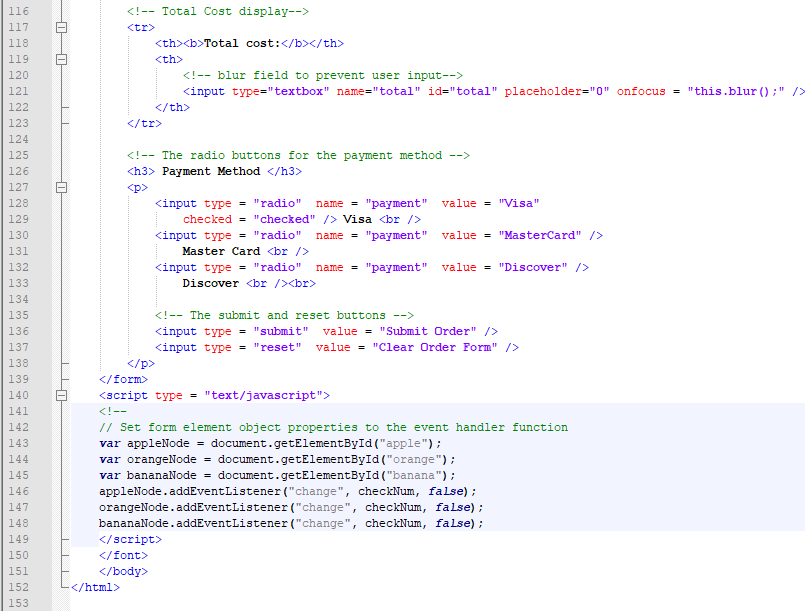 116 <!-- Total Cost display-->
117 <tr>
118 <th><b>Total cost:</b></th>
119 <th>
120 <!-- blur field to prevent user input-->
121 <input type="textbox" name="total" id="total" placeholder="0" onfocus = "this.blur();" />
122 </th>
123 </tr>
124
125 <!-- The radio buttons for the payment method -->
126 <h3> Payment Method </h3>
127 <p>
128 <input type = "radio"  name = "payment"  value = "Visa"
129 checked = "checked" /> Visa <br />
130 <input type = "radio"  name = "payment"  value = "MasterCard" />
131 Master Card <br />
132 <input type = "radio"  name = "payment"  value = "Discover" />
133 Discover <br /><br>
134
135 <!-- The submit and reset buttons -->
136 <input type = "submit"  value = "Submit Order" />
137 <input type = "reset"  value = "Clear Order Form" />
138 </p>
139 </form>
140 <script type = "text/javascript">
141 <!--
142 // Set form element object properties to the event handler function
143 var appleNode = document.getElementById("apple");
144 var orangeNode = document.getElementById("orange");
145 var bananaNode = document.getElementById("banana");
146 appleNode.addEventListener("change", checkNum, false);
147 orangeNode.addEventListener("change", checkNum, false);
148 bananaNode.addEventListener("change", checkNum, false);
149 </script>
150 </font>
151 </body>
152 </html>
153